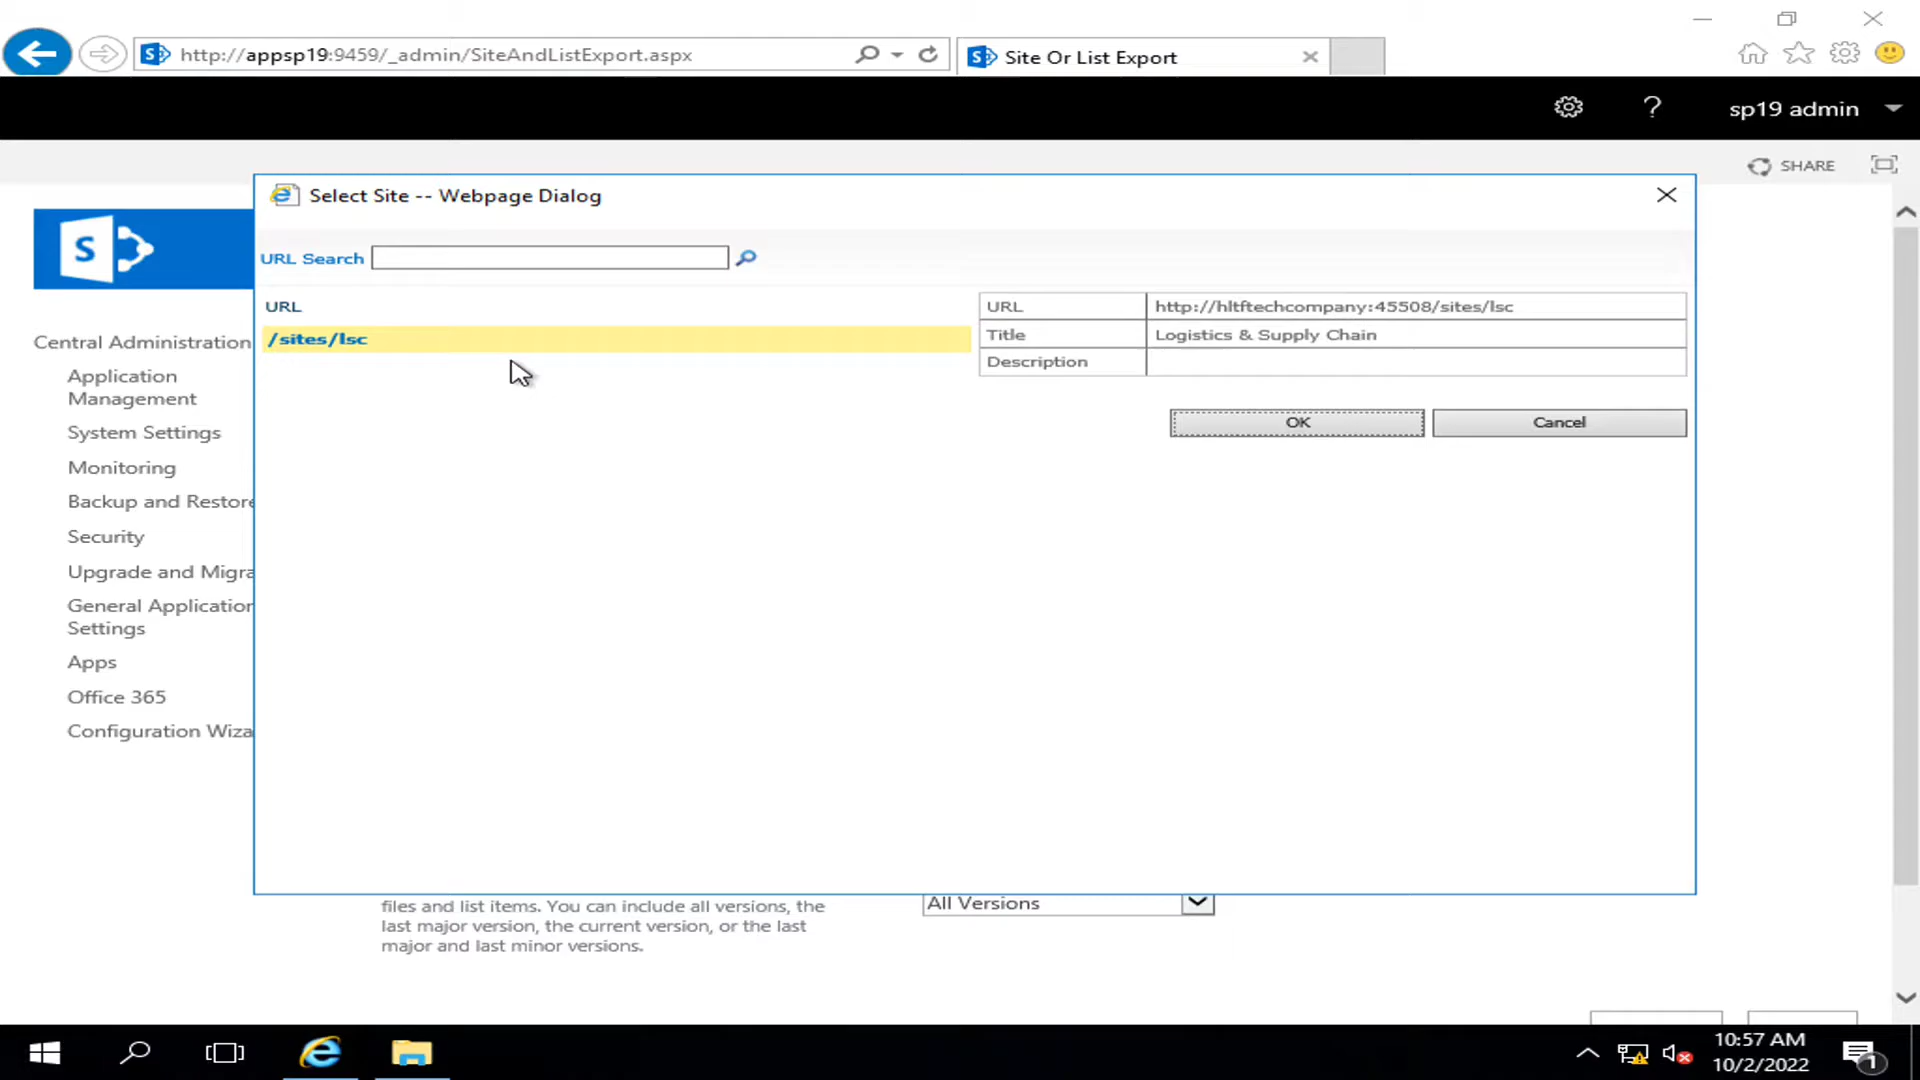 http://appsp19:9459/_admin/SiteAndListExport.aspx
Site Or List Export
sp19 admin
SHARE
Select Site -- Webpage Dialog
URL Search
URL
/sites/lsc
URL http://hltftechcompany:45508/sites/lsc
Title Logistics & Supply Chain
Description
OK Cancel
Central Administration
Application
Management
System Settings
Monitoring
Backup and Restore
Security
Upgrade and Migra
General Application
Settings
Apps
Office 365
Configuration Wiza
files and list items. You can include all versions, the
last major version, the current version, or the last
major and last minor versions.
All Versions
10:57 AM
10/2/2022
1